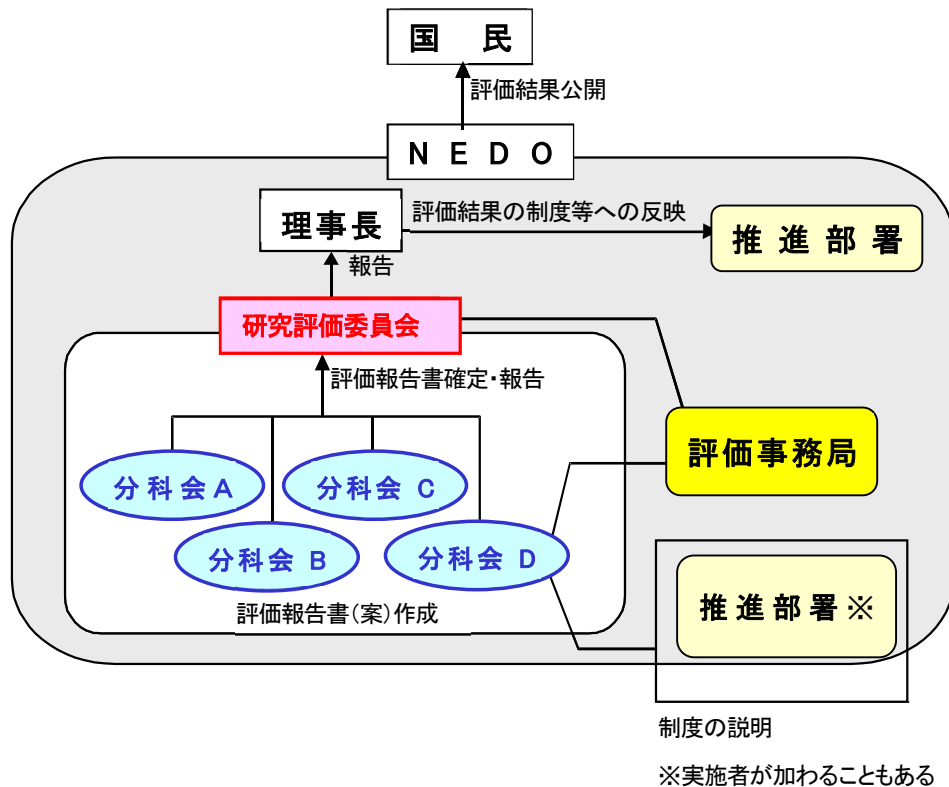 国 民
評価結果公開
N E D O
理事長
評価結果の制度等への反映
推進部署
報告
研究評価委員会
評価報告書確定・報告
評価事務局
分科会A
分科会 C
分科会 B
分科会 D
推進部署※
評価報告書(案)作成
制度の説明
※実施者が加わることもある